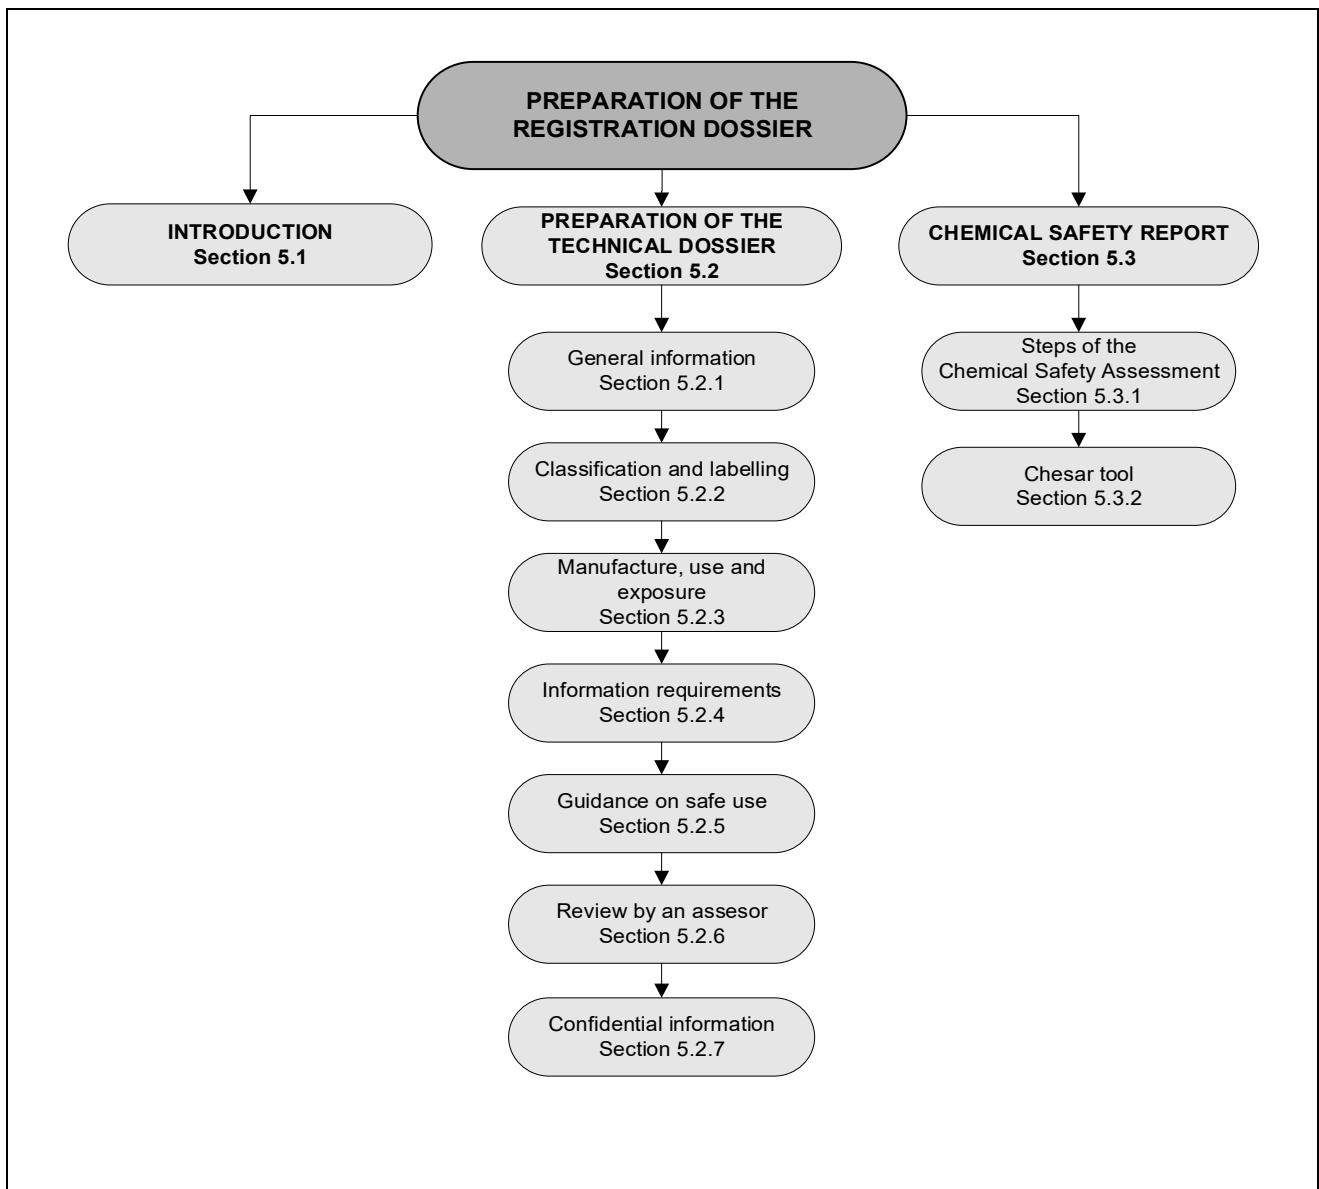 PREPARATION OF THE
REGISTRATION DOSSIER
INTRODUCTION
Section 5.1
PREPARATION OF THE
TECHNICAL DOSSIER
Section 5.2
CHEMICAL SAFETY REPORT
Section 5.3
General information
Section 5.2.1
Steps of the
Chemical Safety Assessment
Section 5.3.1
Classification and labelling
Section 5.2.2
Chesar tool
Section 5.3.2
Manufacture, use and
exposure
Section 5.2.3
Information requirements
Section 5.2.4
Guidance on safe use
Section 5.2.5
Review by an assesor
Section 5.2.6
Confidential information
Section 5.2.7